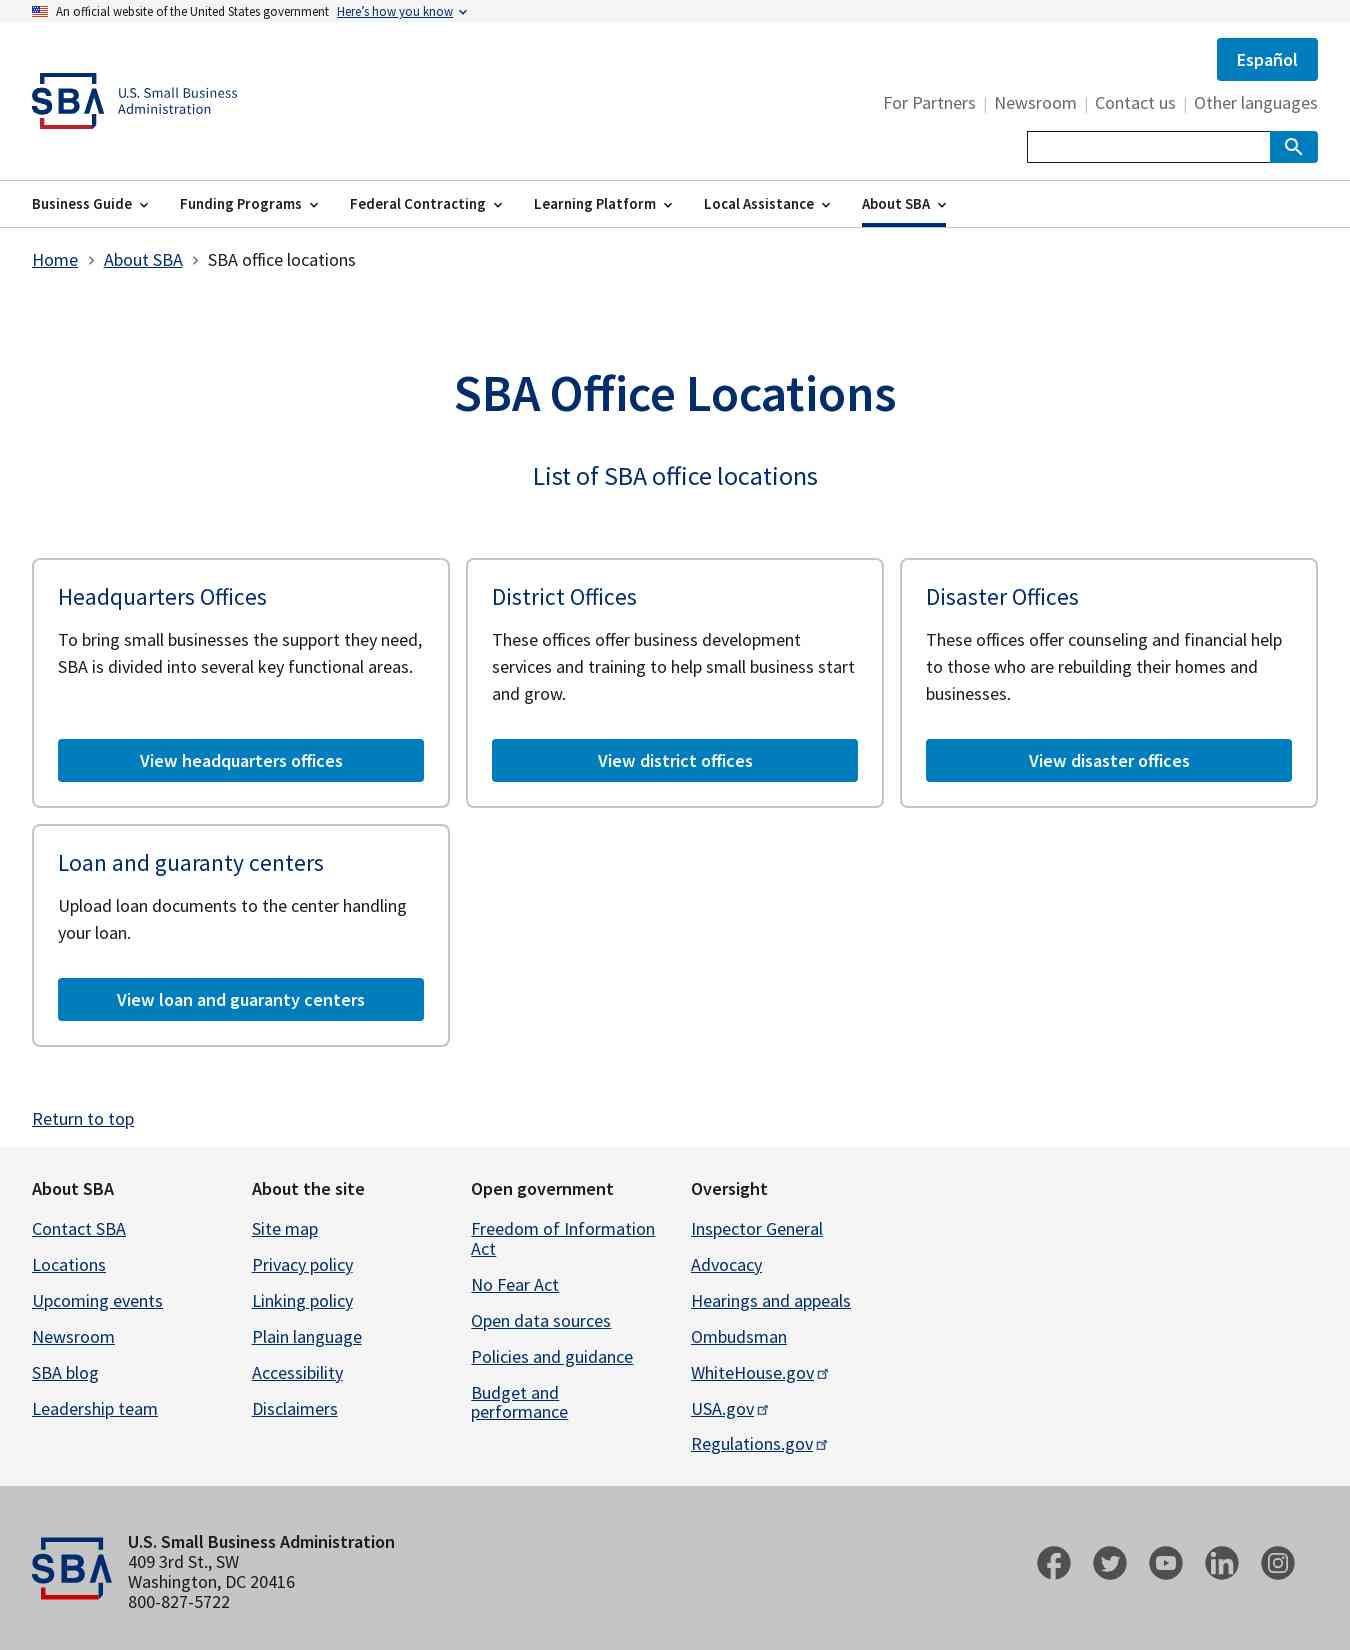 An official website of the United States government Here’s how you know
Español
SBA U.S. Small Business
Administration
For Partners | Newsroom | Contact us | Other languages
Business Guide
Funding Programs
Federal Contracting
Learning Platform
Local Assistance
About SBA
Home > About SBA > SBA office locations
SBA Office Locations
List of SBA office locations
Headquarters Offices
To bring small businesses the support they need,
SBA is divided into several key functional areas.
View headquarters offices
District Offices
These offices offer business development
services and training to help small business start
and grow.
View district offices
Disaster Offices
These offices offer counseling and financial help
to those who are rebuilding their homes and
businesses.
View disaster offices
Loan and guaranty centers
Upload loan documents to the center handling
your loan.
View loan and guaranty centers
Return to top
About SBA
Contact SBA
Locations
Upcoming events
Newsroom
SBA blog
Leadership team
About the site
Site map
Privacy policy
Linking policy
Plain language
Accessibility
Disclaimers
Open government
Freedom of Information
Act
No Fear Act
Open data sources
Policies and guidance
Budget and
performance
Oversight
Inspector General
Advocacy
Hearings and appeals
Ombudsman
WhiteHouse.gov
USA.gov
Regulations.gov
SBA
U.S. Small Business Administration
409 3rd St., SW
Washington, DC 20416
800-827-5722